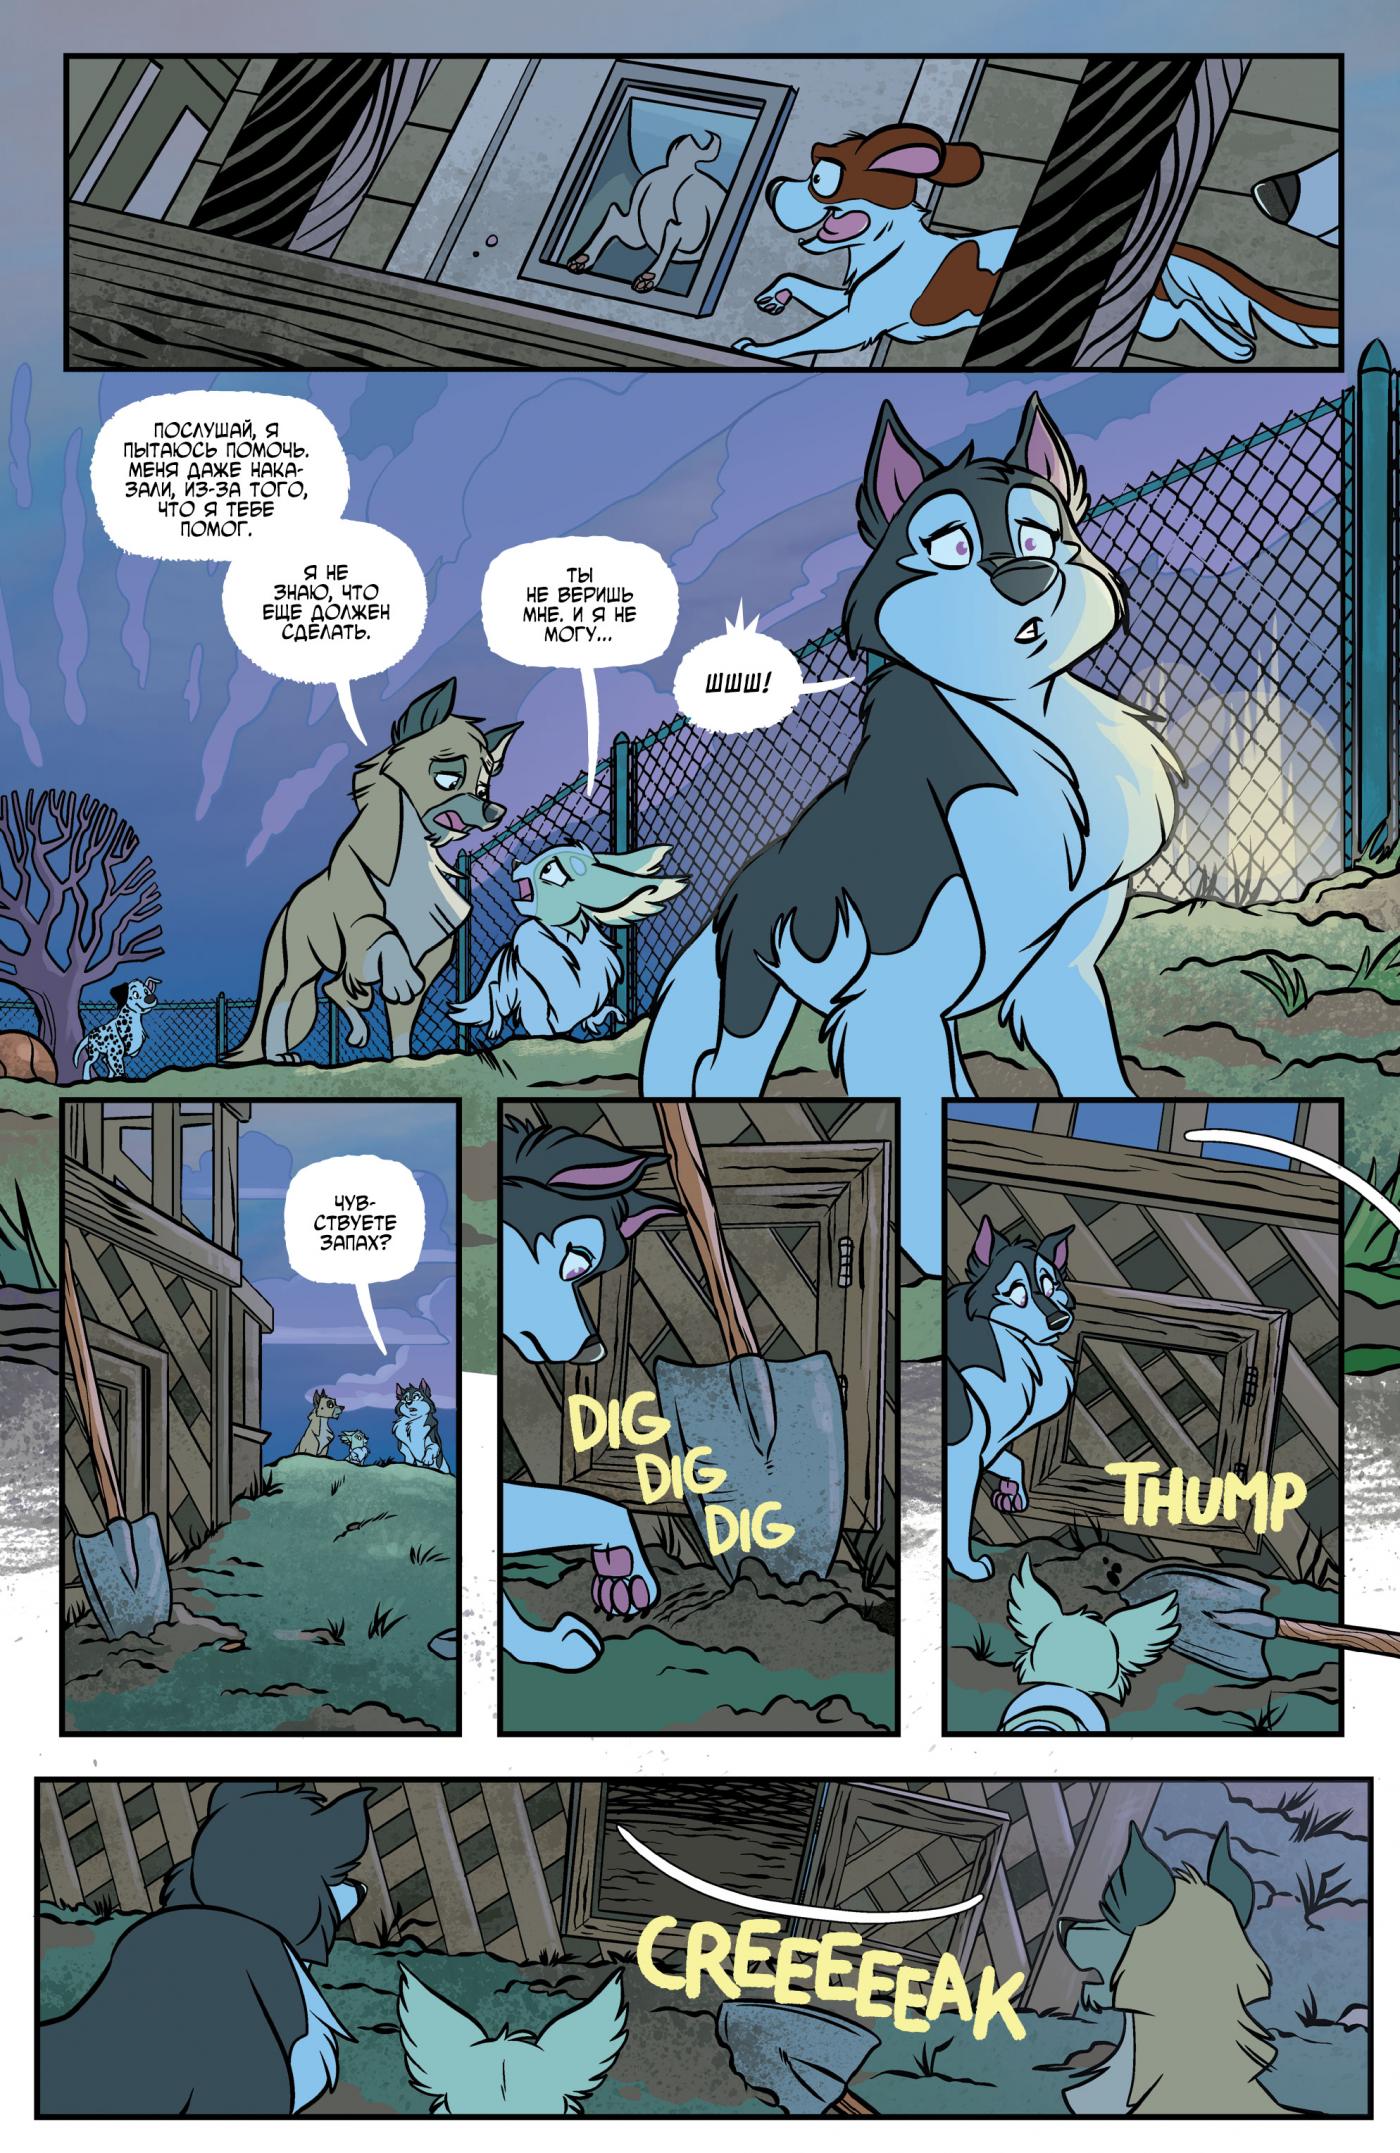 ПОСЛУШАЙ, Я
ПЫТАЮСЬ ПОМОЧЬ.
МЕНЯ ДАЖЕ НАКА-
ЗАЛИ, ИЗ-ЗА ТОГО,
ЧТО Я ТЕБЕ
ПОМОГ.
Я НЕ
ЗНАЮ, ЧТО
ЕЩЕ ДОЛЖЕН
СДЕЛАТЬ.
ТЫ
НЕ ВЕРИШЬ
МНЕ. И Я НЕ
МОГУ...
ШШШ!
ЧУВ-
СТВУЕТЕ
ЗАПАХ?
DIG
DIG
DIG
THUMP
CREEEEEEAK